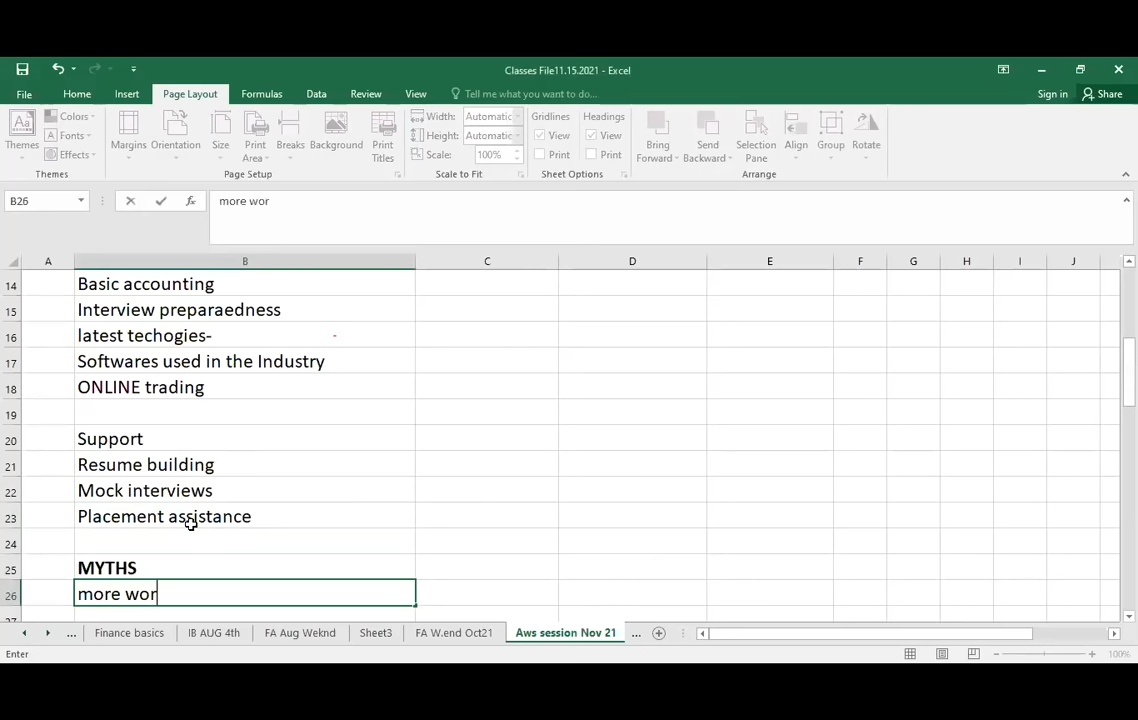 Classes File11.15.2021 - Excel
File Home Insert Page Layout Formulas Data Review View Tell me what you want to do... Sign in Share
Colors Width: Automatic Gridlines Headings
Fonts Height: Automatic View View
Themes Effects Margins Orientation Size Print Area Breaks Background Print Titles Scale: 100% Print Print Bring Forward Send Backward Selection Pane Align Group Rotate
Themes Page Setup Scale to Fit Sheet Options Arrange
B26 fx more wor
A B C D E F G H I J
14 Basic accounting
15 Interview preparaedness
16 latest techogies- -
17 Softwares used in the Industry
18 ONLINE trading
19
20 Support
21 Resume building
22 Mock interviews
23 Placement assistance
24
25 MYTHS
26 more wor
27
... Finance basics IB AUG 4th FA Aug Weknd Sheet3 FA W.end Oct21 Aws session Nov 21 ...
Enter 100%